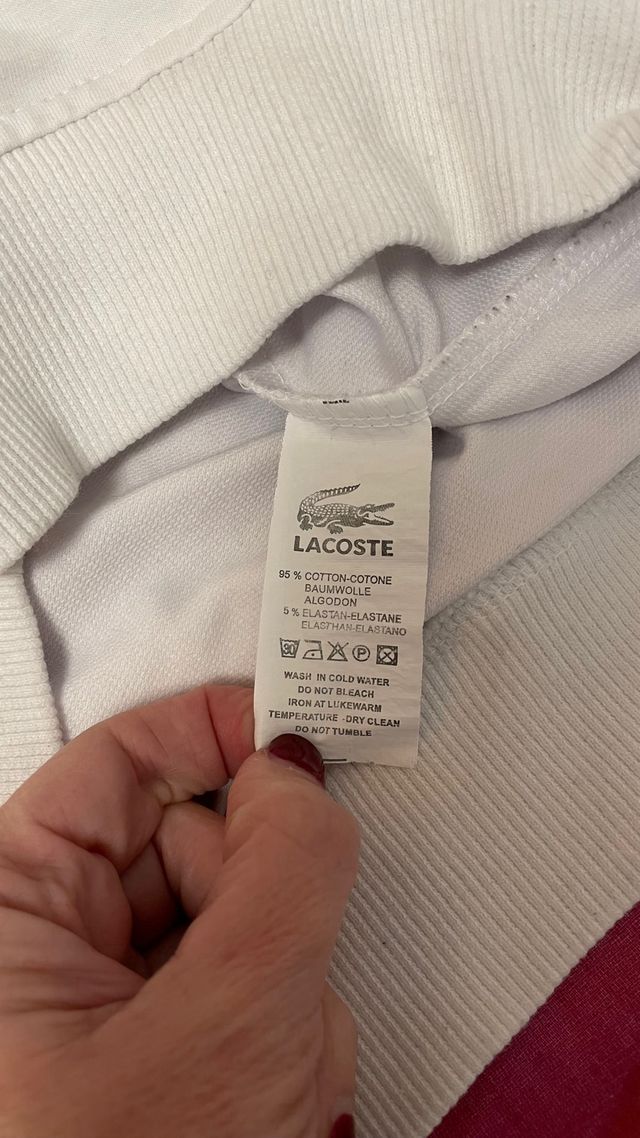 LACOSTE
95 % COTTON-COTONE
BAUMWOLLE
ALGODON
5 % ELASTAN-ELASTANE
ELASTHAN-ELASTANO
30 P
WASH IN COLD WATER
DO NOT BLEACH
IRON AT LUKEWARM
TEMPERATURE -DRY CLEAN
DO NOT TUMBLE